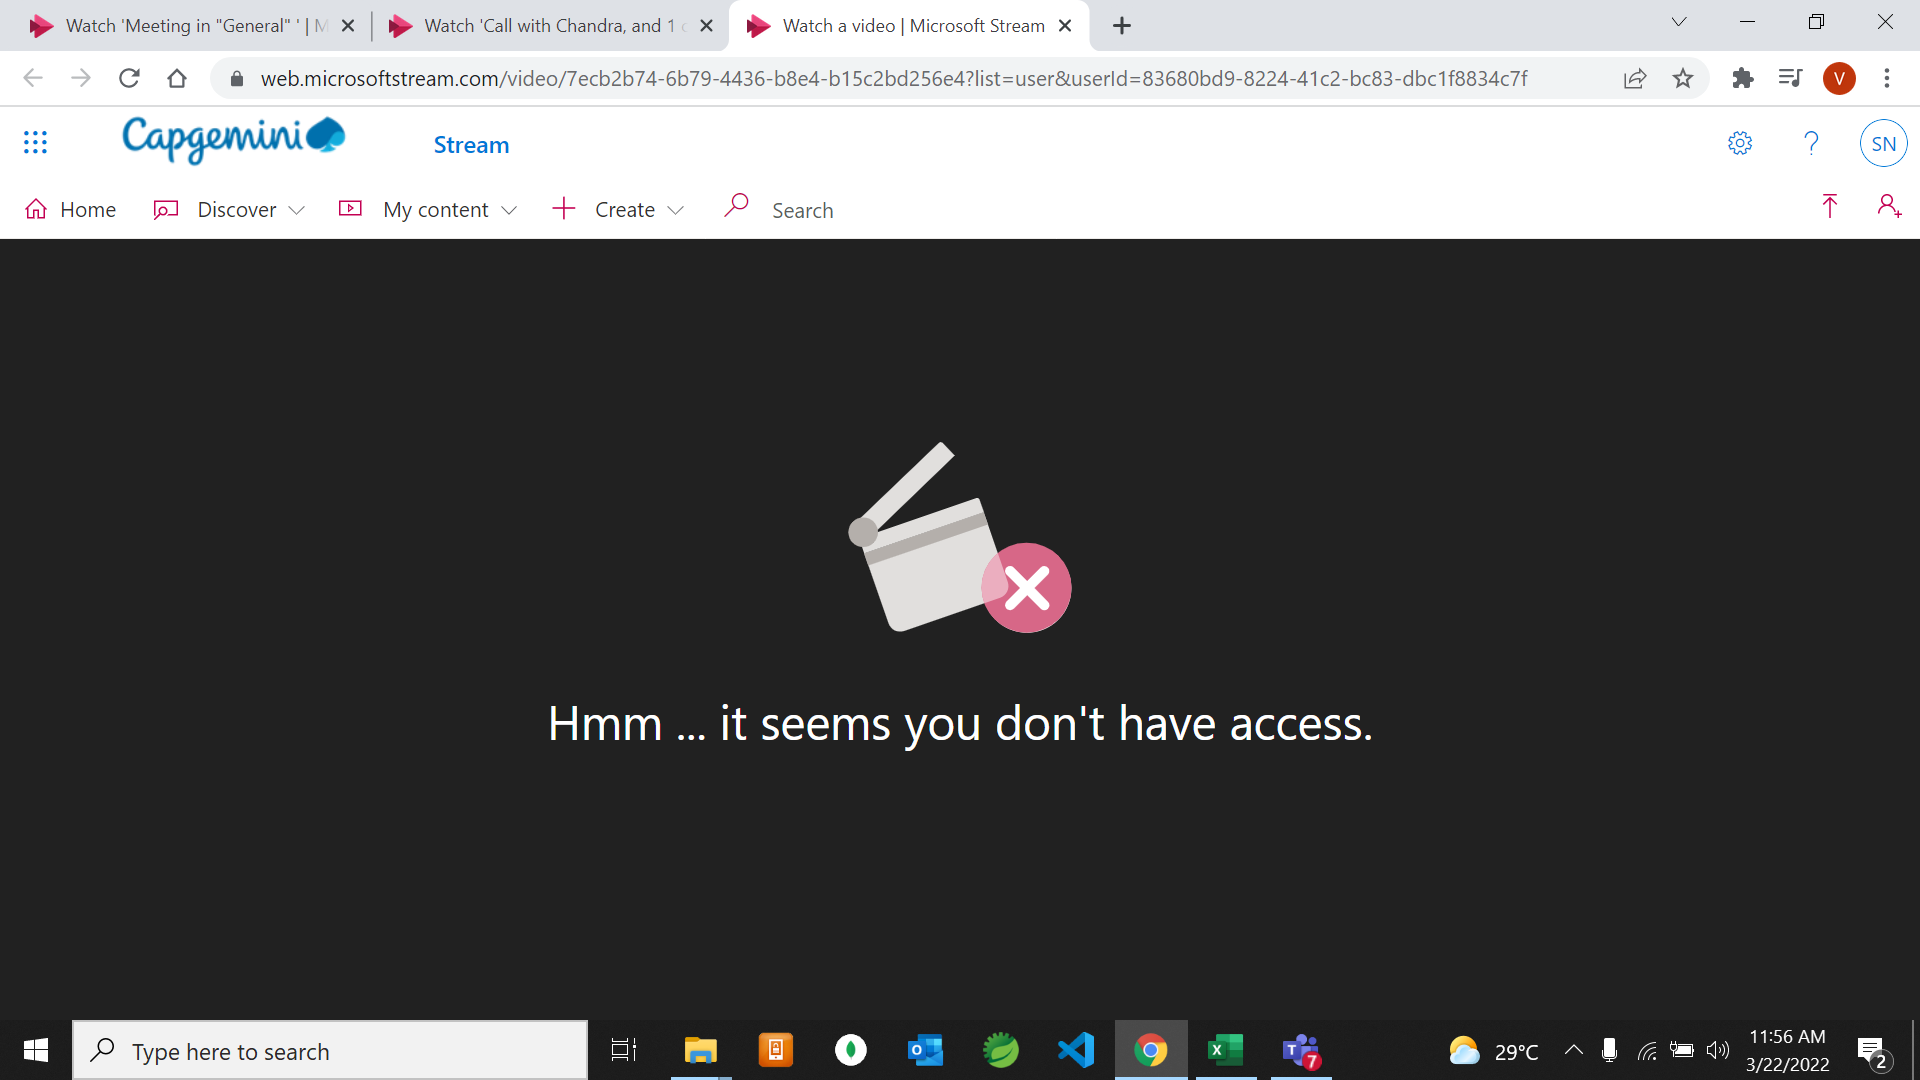 Watch 'Meeting in "General" ' | M
Watch 'Call with Chandra, and 1 o
Watch a video | Microsoft Stream
web.microsoftstream.com/video/7ecb2b74-6b79-4436-b8e4-b15c2bd256e4?list=user&userId=83680bd9-8224-41c2-bc83-dbc1f8834c7f
V
Capgemini
Stream
SN
Home
Discover
My content
Create
Search
Hmm ... it seems you don't have access.
Type here to search
7
29°C
11:56 AM
3/22/2022
2